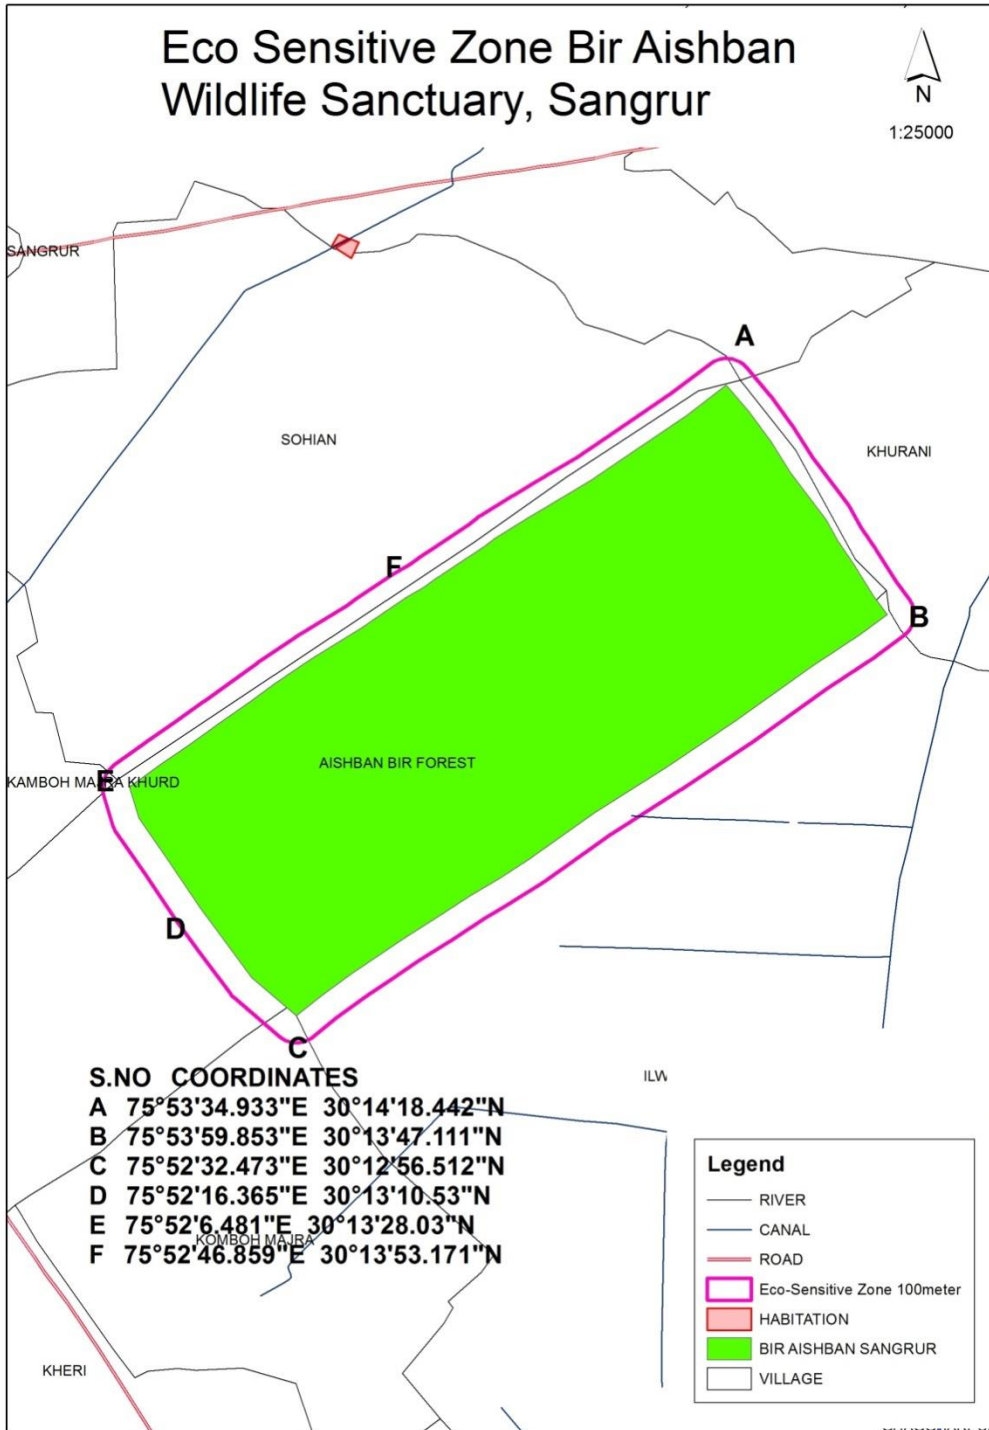 Eco Sensitive Zone Bir Aishban
Wildlife Sanctuary, Sangrur
N
1:25000
SANGRUR
A
SOHIAN
KHURANI
F
B
AISHBAN BIR FOREST
E
KAMBOH MAJRA KHURD
D
C
ILW
S.NO COORDINATES
A 75°53'34.933"E 30°14'18.442"N
B 75°53'59.853"E 30°13'47.111"N
C 75°52'32.473"E 30°12'56.512"N
D 75°52'16.365"E 30°13'10.53"N
E 75°52'6.481"E 30°13'28.03"N
KOMBOH MAJRA
F 75°52'46.859"E 30°13'53.171"N
KHERI
Legend
RIVER
CANAL
ROAD
Eco-Sensitive Zone 100meter
HABITATION
BIR AISHBAN SANGRUR
VILLAGE